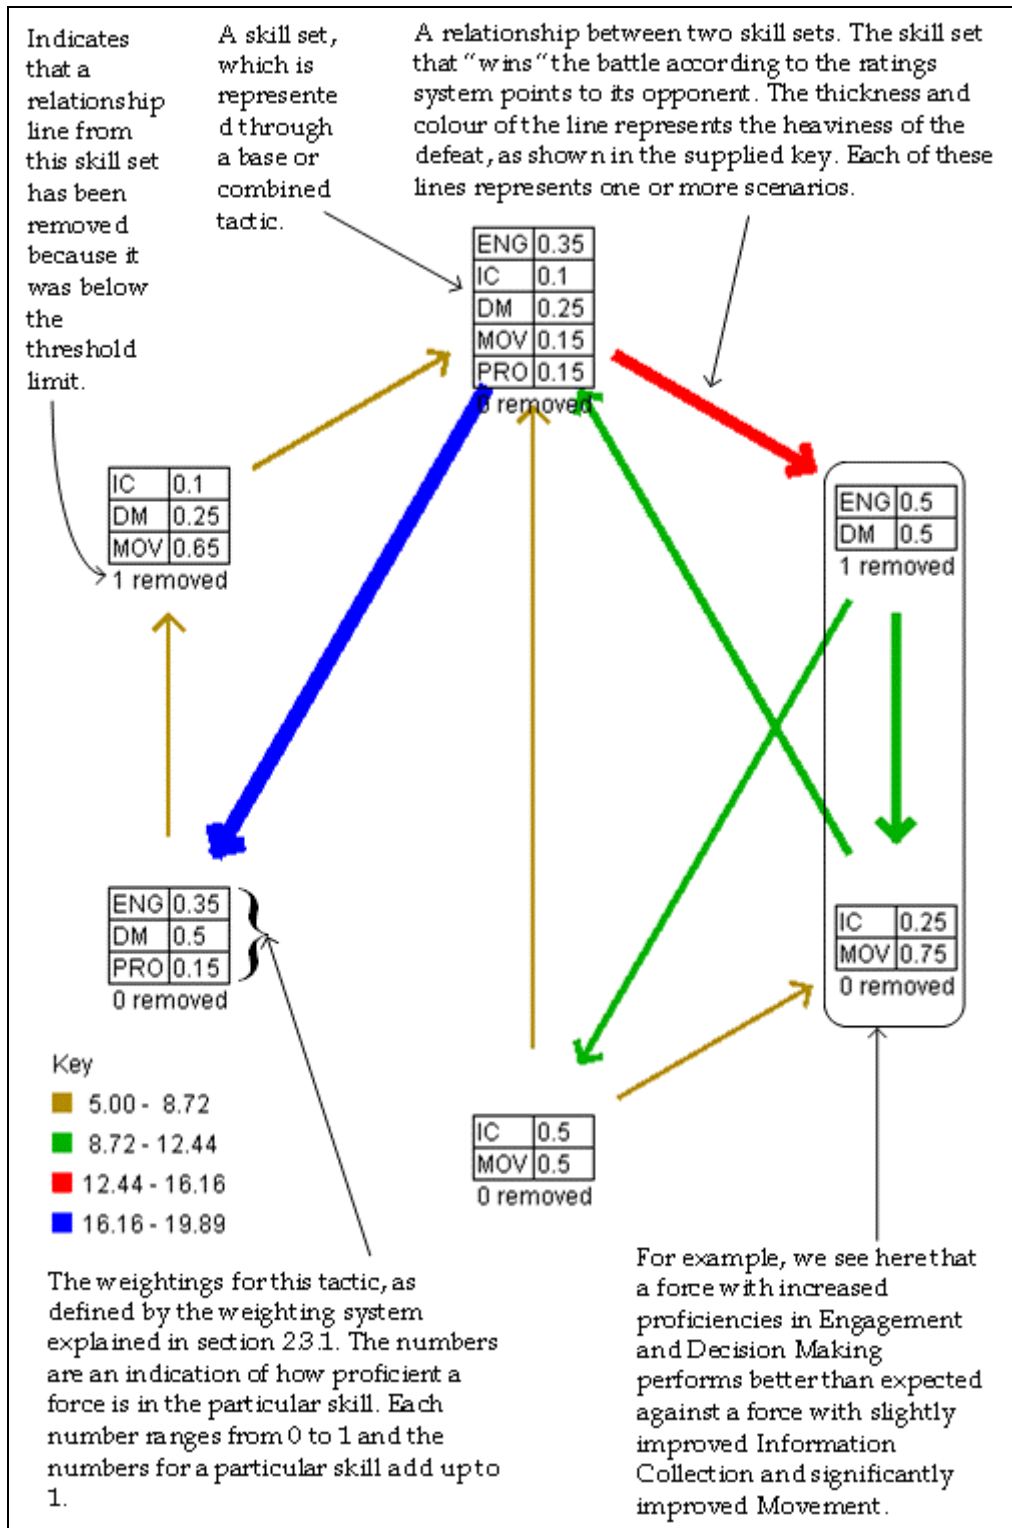 Indicates
that a
relationship
line from
this skill set
has been
removed
because it
was below
the
threshold
limit.
A skill set,
which is
represente
d through
a base or
combined
tactic.
A relationship between two skill sets. The skill set
that “wins“ the battle according to the ratings
system points to its opponent. The thickness and
colour of the line represents the heaviness of the
defeat, as shown in the supplied key. Each of these
lines represents one or more scenarios.
ENG 0.35
IC 0.1
DM 0.25
MOV 0.15
PRO 0.15
0 removed
IC 0.1
DM 0.25
MOV 0.65
1 removed
ENG 0.5
DM 0.5
1 removed
ENG 0.35
DM 0.5
PRO 0.15
0 removed
IC 0.25
MOV 0.75
0 removed
IC 0.5
MOV 0.5
0 removed
Key
5.00 - 8.72
8.72 - 12.44
12.44 - 16.16
16.16 - 19.89
The weightings for this tactic, as
defined by the weighting system
explained in section 2.3.1. The numbers
are an indication of how proficient a
force is in the particular skill. Each
number ranges from 0 to 1 and the
numbers for a particular skill add up to
1.
For example, we see here that
a force with increased
proficiencies in Engagement
and Decision Making
performs better than expected
against a force with slightly
improved Information
Collection and significantly
improved Movement.